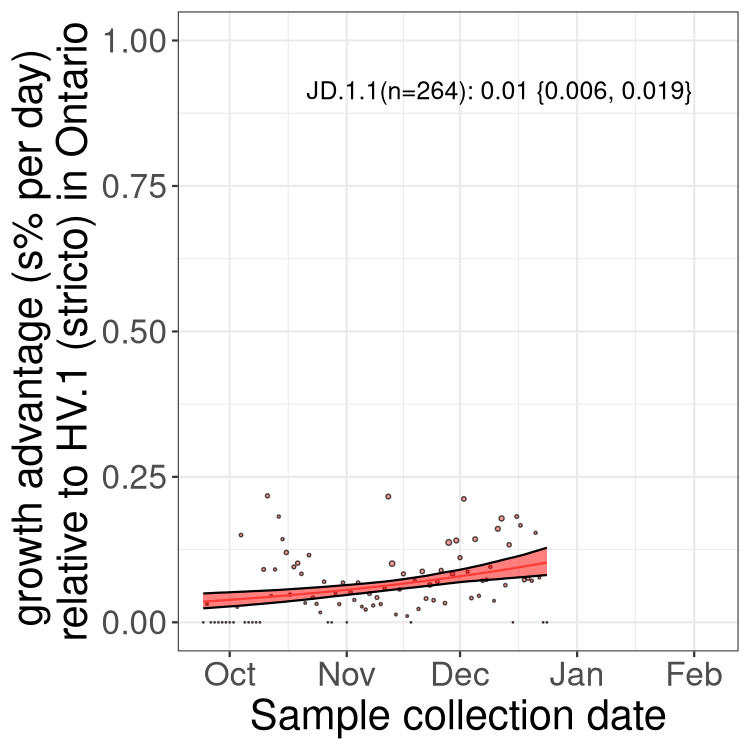 growth advantage (s% per day)
relative to HV.1 (stricto) in Ontario
1.00
0.75
0.50
0.25
0.00
JD.1.1(n=264): 0.01 {0.006, 0.019}
Oct Nov Dec Jan Feb
Sample collection date